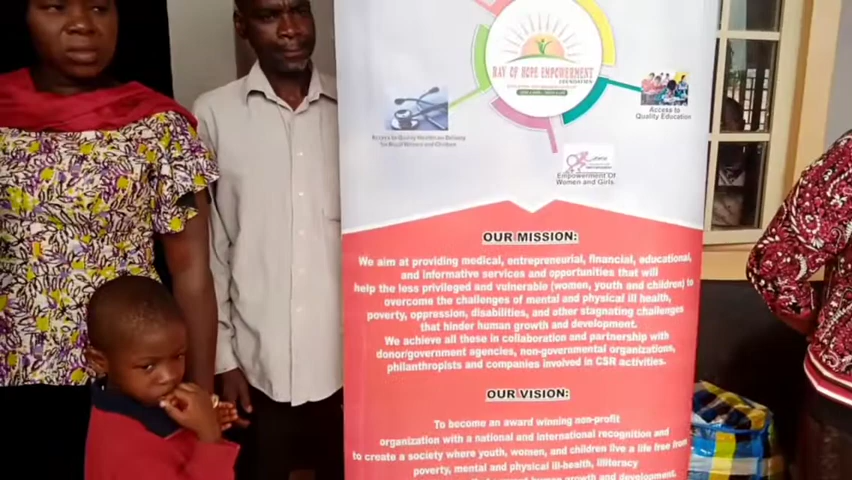 RAY OF HOPE EMPOWERMENT
FOUNDATION
Access to
Quality Education
Access to Quality Healthcare Delivery
for Rural Women and Children
Empowerment Of
Women and Girls
OUR MISSION:
We aim at providing medical, entrepreneurial, financial, educational,
and informative services and opportunities that will
help the less privileged and vulnerable (women, youth and children) to
overcome the challenges of mental and physical ill health,
poverty, oppression, disabilities, and other stagnating challenges
that hinder human growth and development.
We achieve all these in collaboration and partnership with
donor/government agencies, non-governmental organizations,
philanthropists and companies involved in CSR activities.
OUR VISION:
To become an award winning non-profit
organization with a national and international recognition and
to create a society where youth, women, and children live a life free from
poverty, mental and physical ill-health, illiteracy
human growth and development.